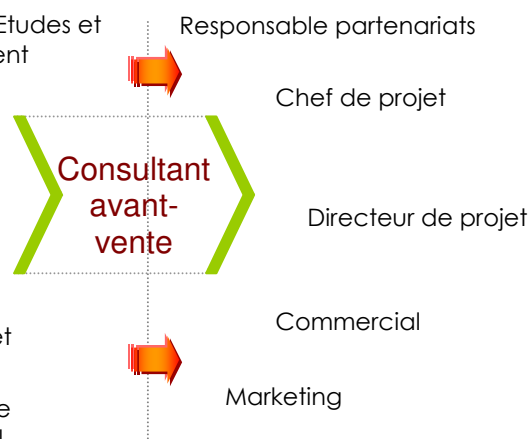 Etudes et
ent
Responsable partenariats
Chef de projet
Consultant
avant-
vente
Directeur de projet
Commercial
et
Marketing
e